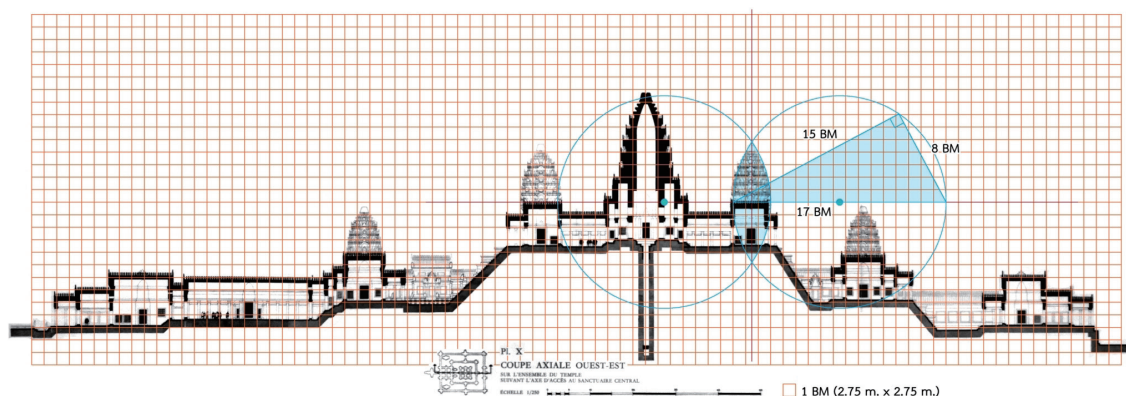 15 BM
8 BM
17 BM
PL. X
COUPE AXIALE OUEST-EST
SUR L'ENSEMBLE DU TEMPLE
SUIVANT L'AXE D'ACCÈS AU SANCTUAIRE CENTRAL
ÉCHELLE 1/250
1 BM (2.75 m. x 2.75 m.)